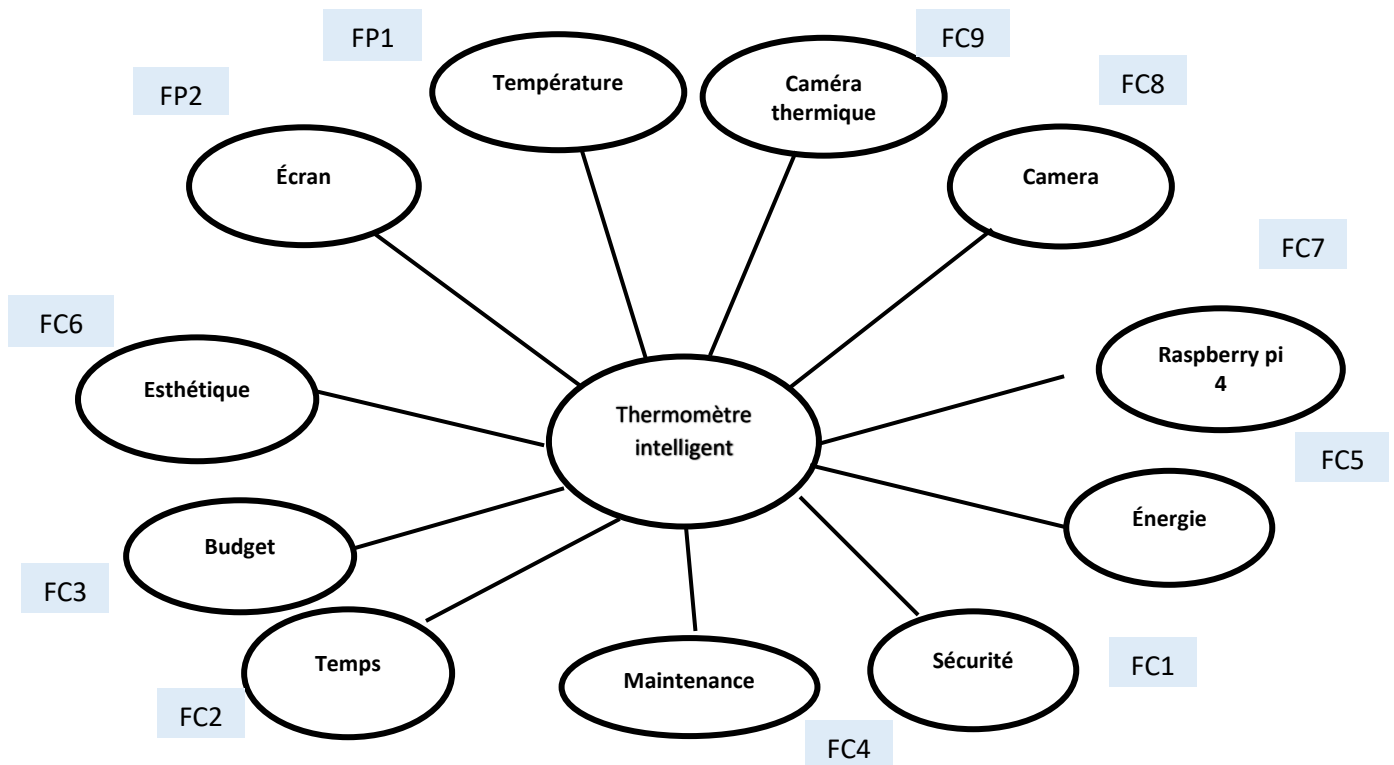 FP1
FC9
Température
Caméra
thermique
FC8
FP2
Écran
Camera
FC7
FC6
Raspberry pi
4
Esthétique
Thermomètre
intelligent
FC5
Énergie
Budget
FC3
Temps
Maintenance
Sécurité
FC1
FC2
FC4